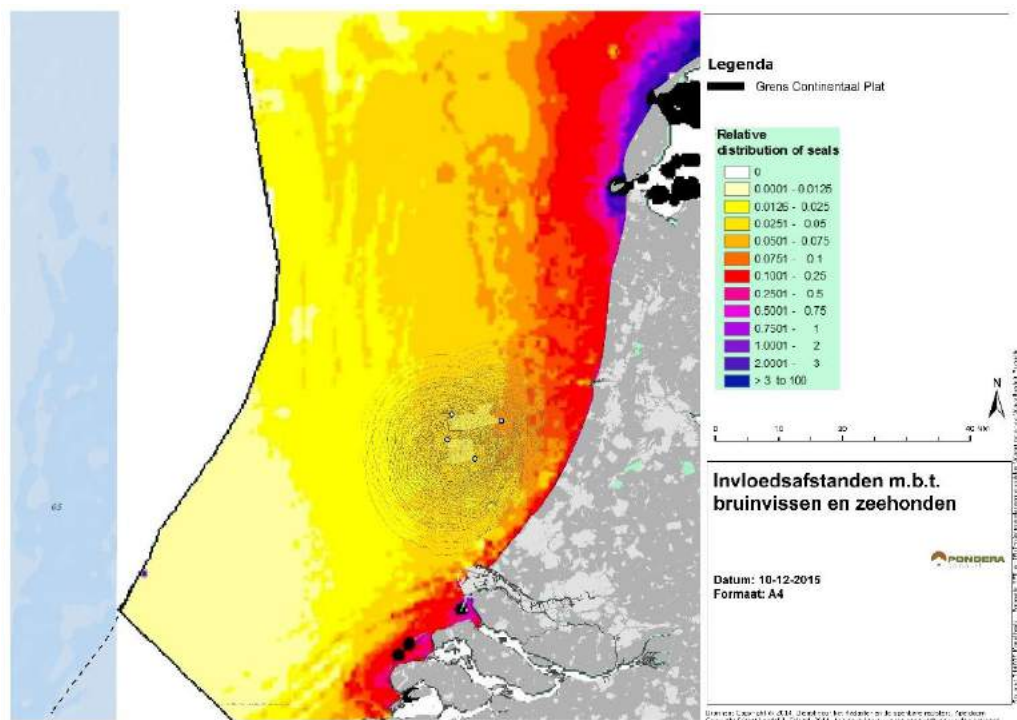 Legenda
Grens Continentaal Plat
Relative
distribution of seals
0
0.0001 - 0.0125
0.0126 - 0.025
0.0251 - 0.05
0.0501 - 0.075
0.0751 - 0.1
0.1001 - 0.25
0.2501 - 0.5
0.5001 - 0.75
0.7501 - 1
1.0001 - 2
2.0001 - 3
> 3 to 100
N
0 10 20 40 KM
Invloedsafstanden m.b.t.
bruinvissen en zeehonden
PONDERA
Datum: 10-12-2015
Formaat: A4